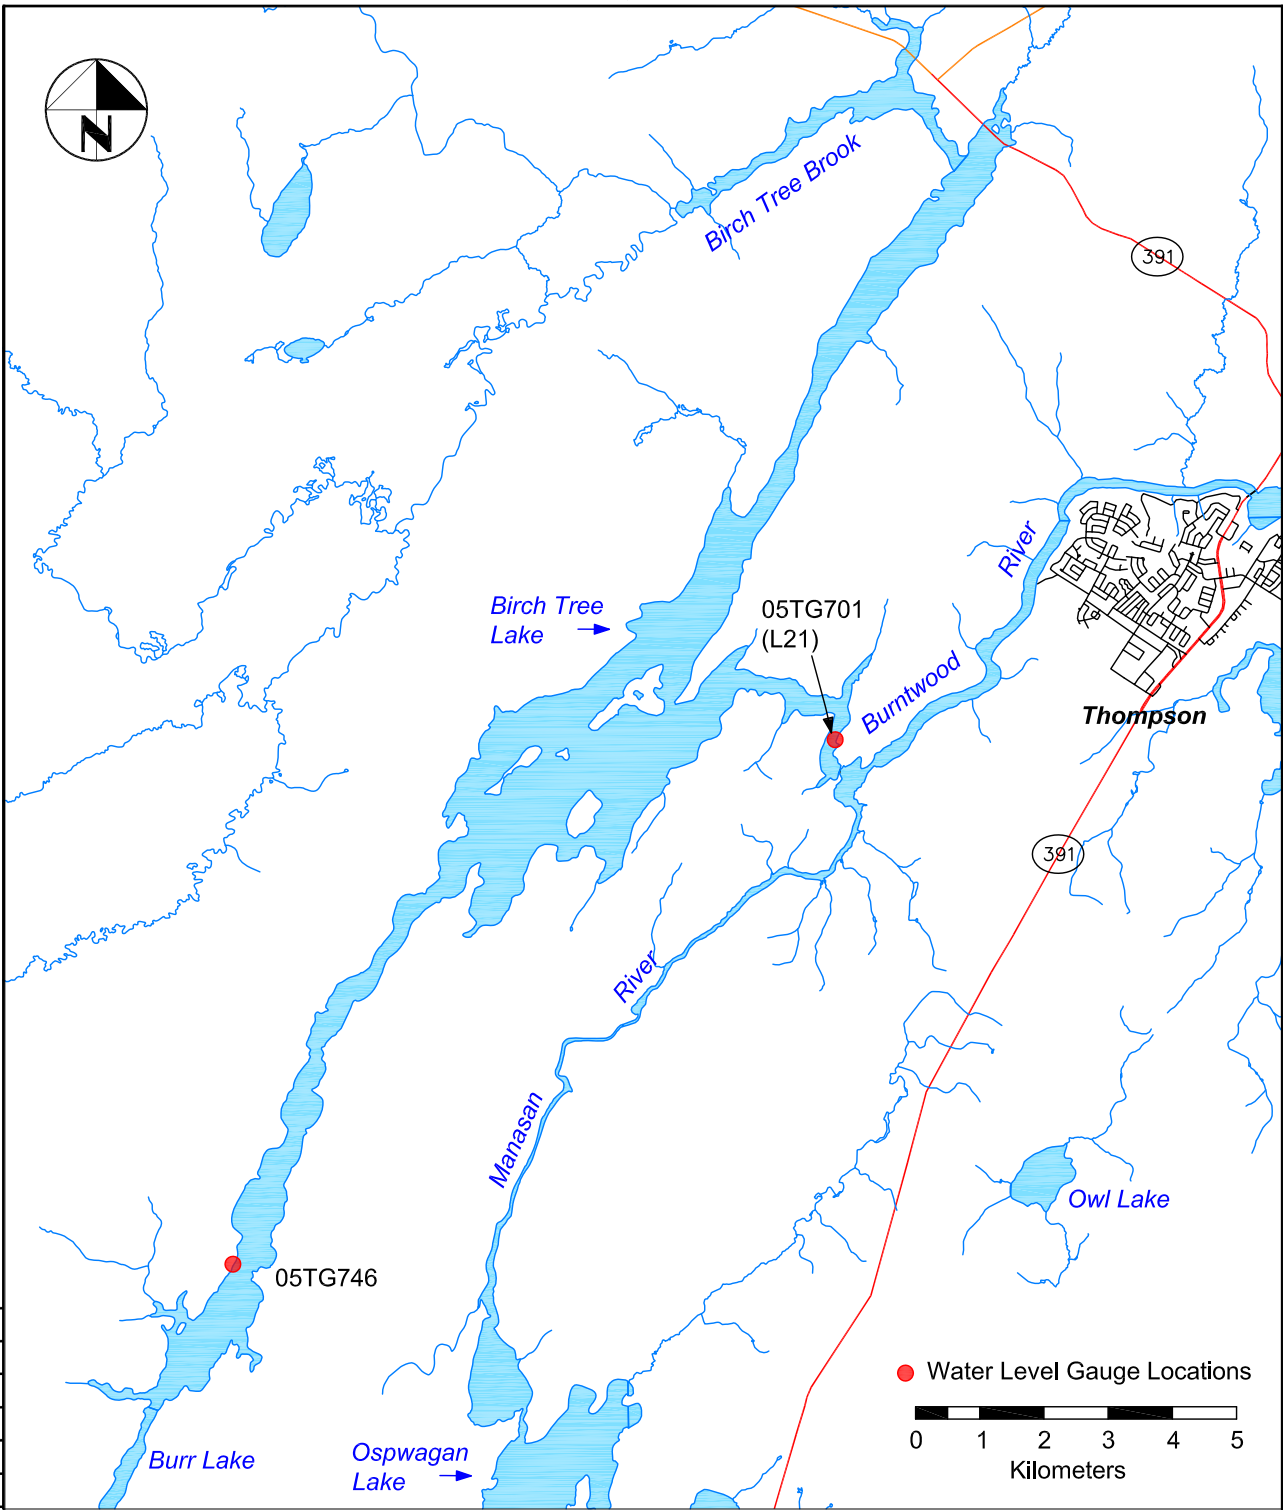 N
Birch Tree Brook
391
River
Birch Tree
Lake
05TG701
(L21)
Burntwood
Thompson
391
River
Manasan
Owl Lake
05TG746
Water Level Gauge Locations
0 1 2 3 4 5
Kilometers
Burr Lake
Ospwagan
Lake